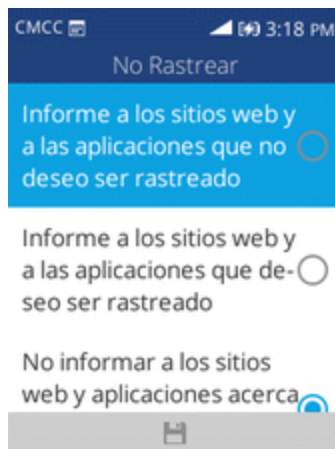 CMCC 3:18 PM
No Rastrear
Informe a los sitios web y
a las aplicaciones que no
deseo ser rastreado
Informe a los sitios web y
a las aplicaciones que de-
seo ser rastreado
No informar a los sitios
web y aplicaciones acerca